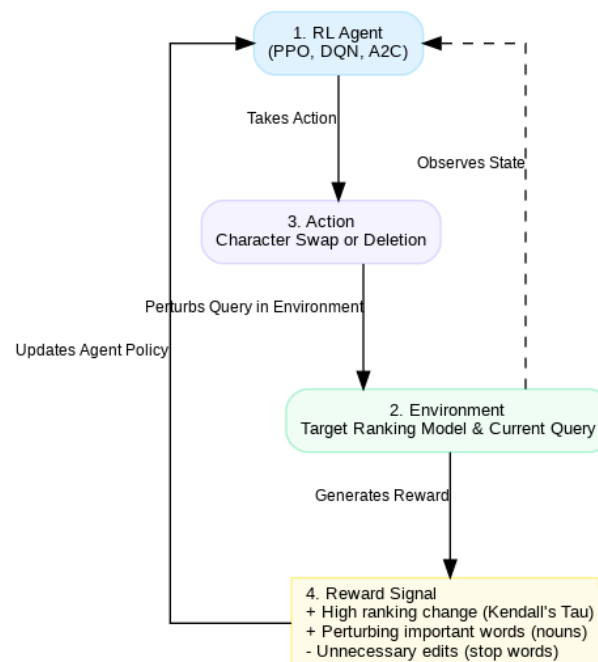 1. RL Agent
(PPO, DQN, A2C)
Takes Action
Observes State
3. Action
Character Swap or Deletion
Perturbs Query in Environment
Updates Agent Policy
2. Environment
Target Ranking Model & Current Query
Generates Reward
4. Reward Signal
+ High ranking change (Kendall's Tau)
+ Perturbing important words (nouns)
- Unnecessary edits (stop words)